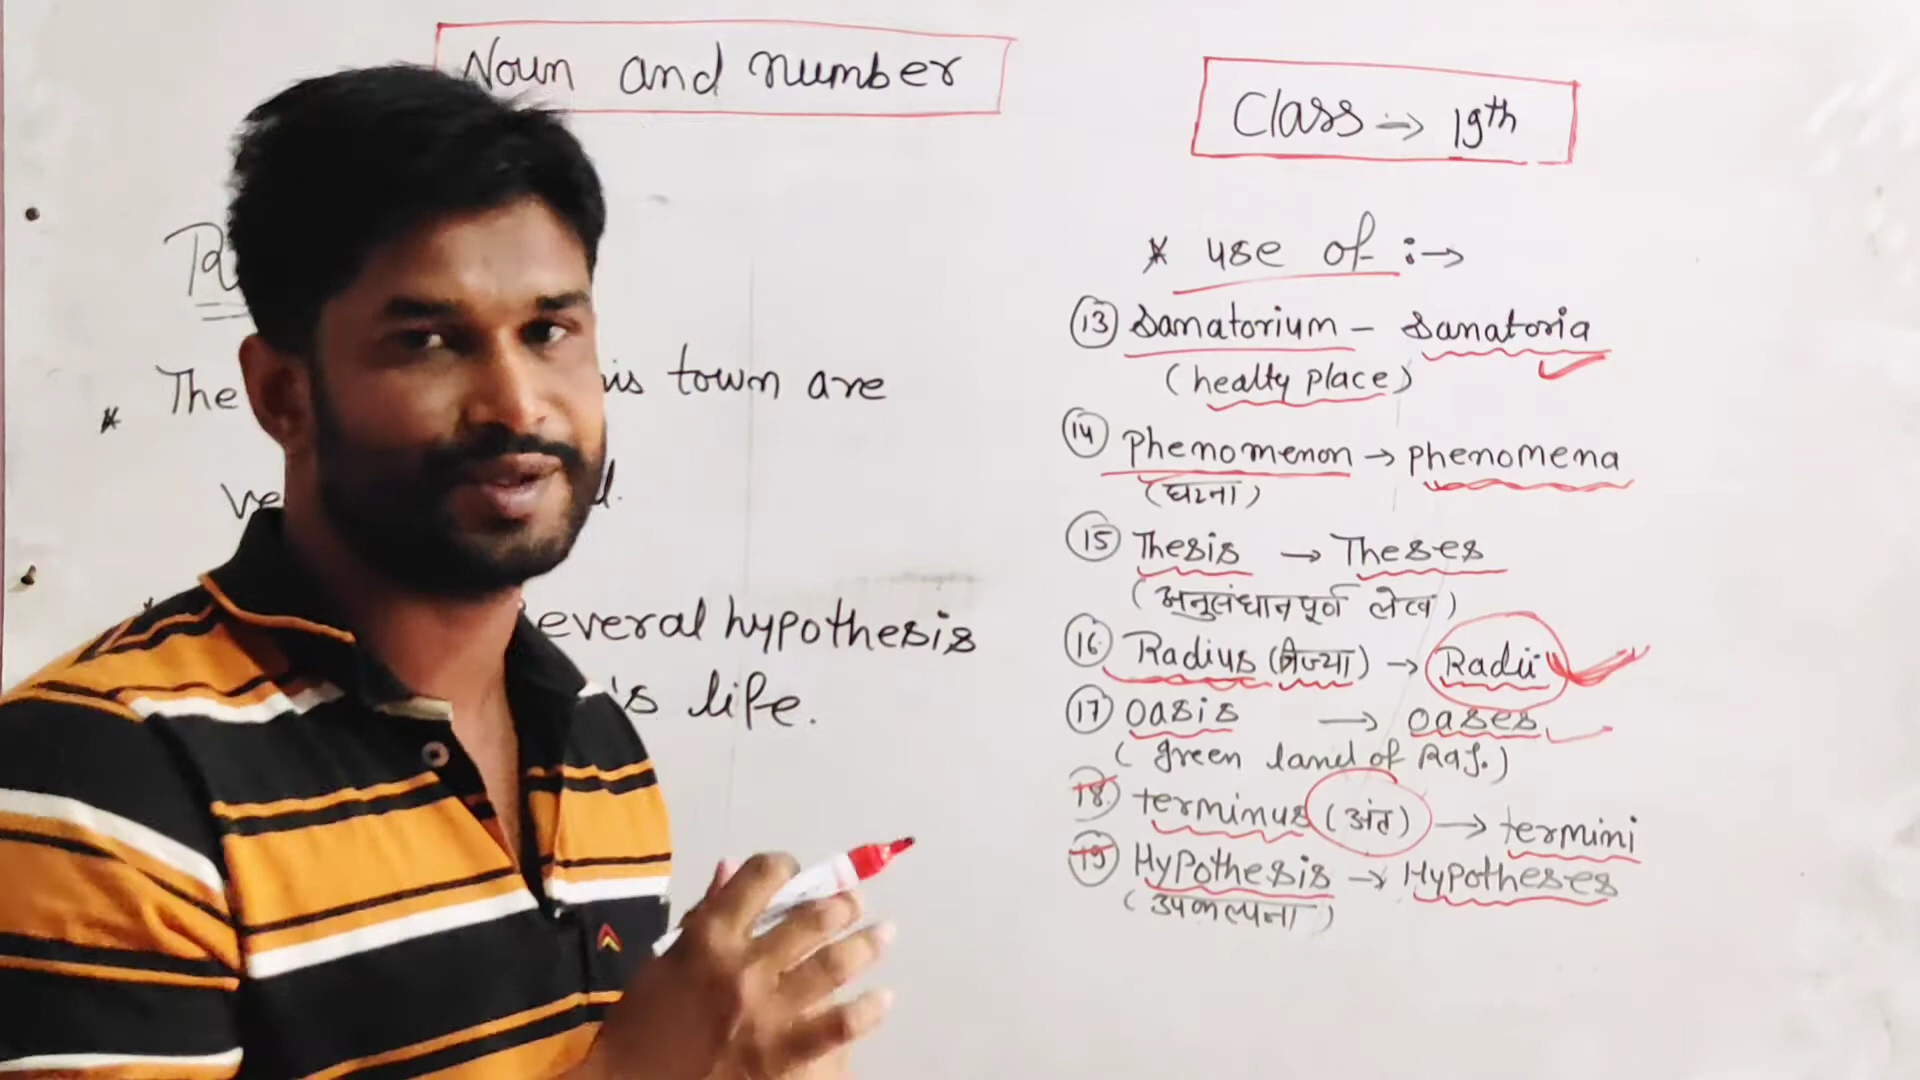 Noun and number
Class → 19th
* use of :→
The is town are
*
everal hypothesis
's life.
(13) Sanatorium - Sanatoria
(healty place)
(14) Phenomenon → phenomena
(घटना)
(15) Thesis → Theses
(अनुसंधानपूर्ण लेख)
(16) Radius (त्रिज्या) → Radii
(17) oasis → oases
(green land of Raj.)
(18) terminus (अंत) → termini
(19) Hypothesis → Hypotheses
(उपकल्पना)